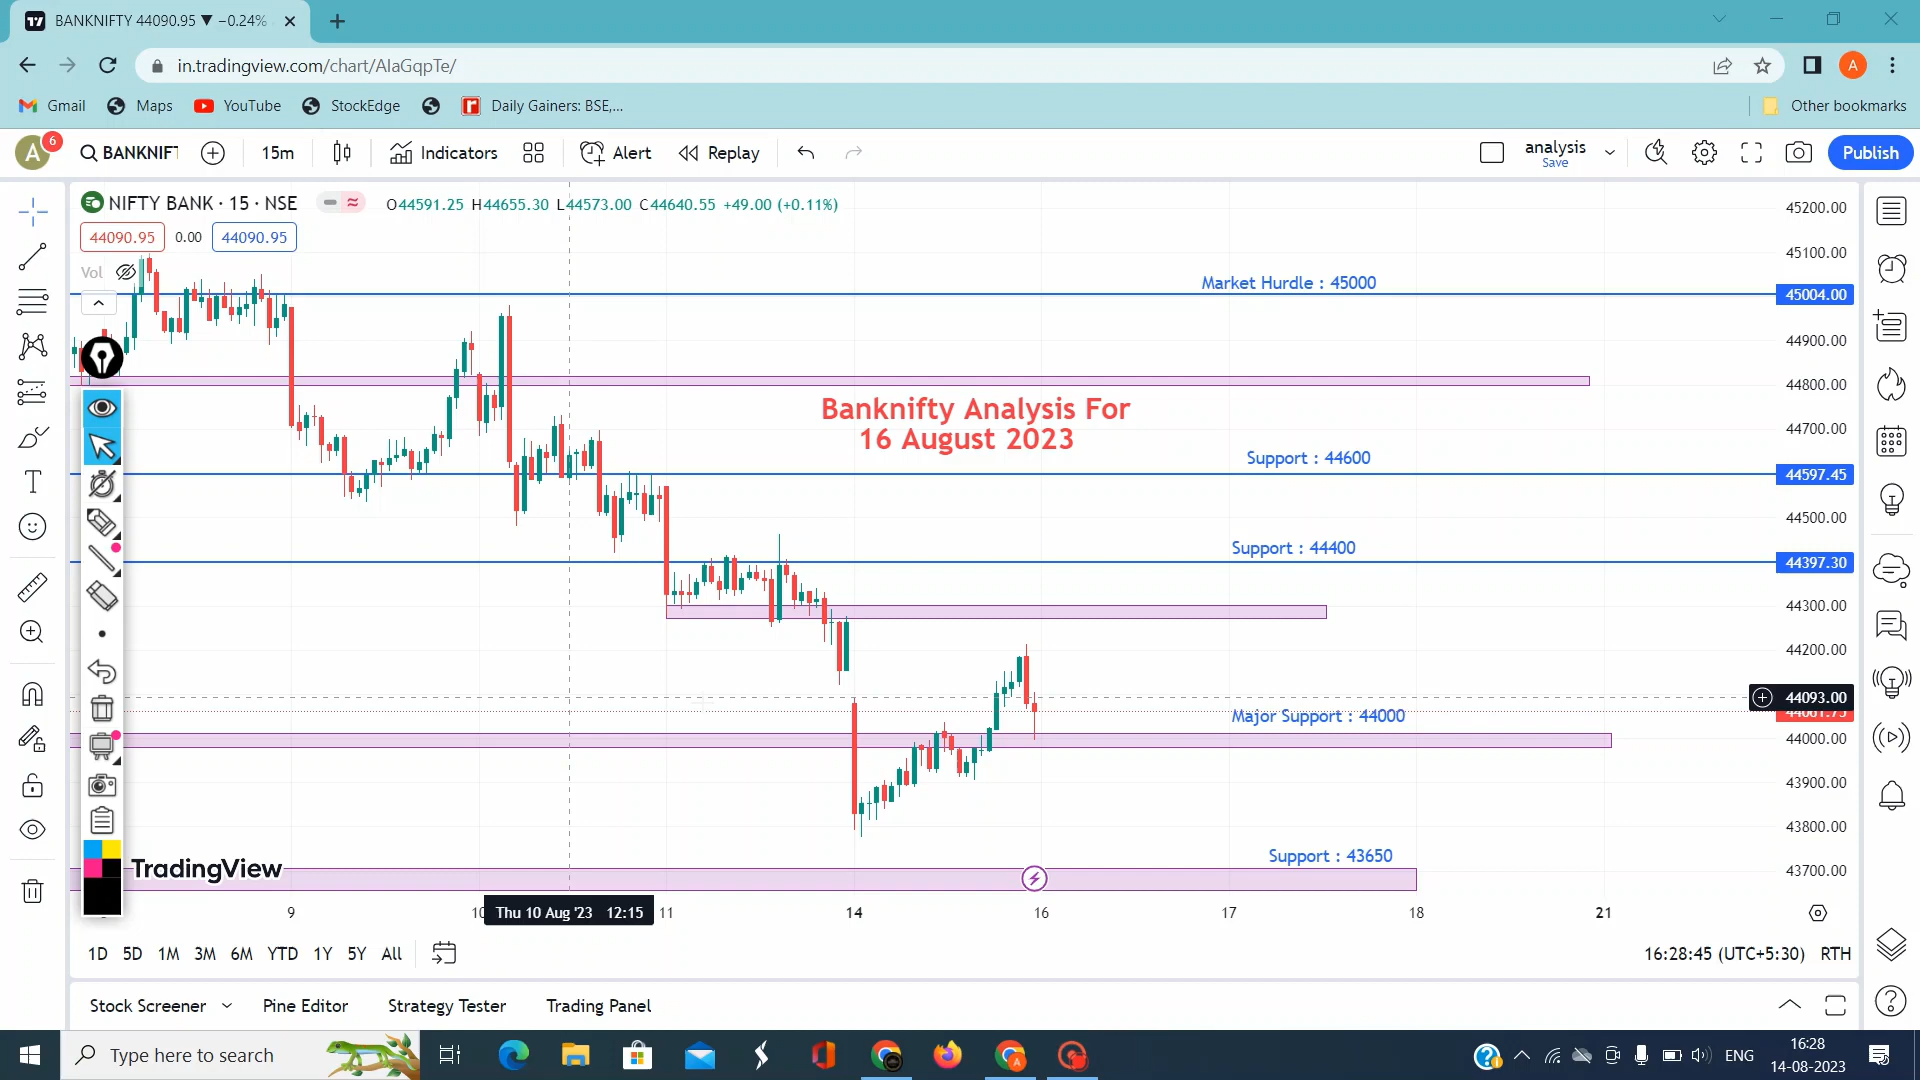 BANKNIFTY 44090.95 ▼ −0.24%
in.tradingview.com/chart/AIaGqpTe/
Gmail Maps YouTube StockEdge Daily Gainers: BSE,... Other bookmarks
A 6 BANKNIF 15m Indicators Alert Replay analysis Save Publish
NIFTY BANK · 15 · NSE O44591.25 H44655.30 L44573.00 C44640.55 +49.00 (+0.11%)
44090.95 0.00 44090.95
Vol
45200.00
45100.00
Market Hurdle : 45000
45004.00
44900.00
44800.00
Banknifty Analysis For
16 August 2023
44700.00
Support : 44600
44597.45
44500.00
Support : 44400
44397.30
44300.00
44200.00
44093.00
44061.75
Major Support : 44000
44000.00
43900.00
43800.00
Support : 43650
43700.00
TradingView
9 10 Thu 10 Aug '23 12:15 11 14 16 17 18 21
1D 5D 1M 3M 6M YTD 1Y 5Y All 16:28:45 (UTC+5:30) RTH
Stock Screener Pine Editor Strategy Tester Trading Panel
Type here to search ENG 16:28
14-08-2023